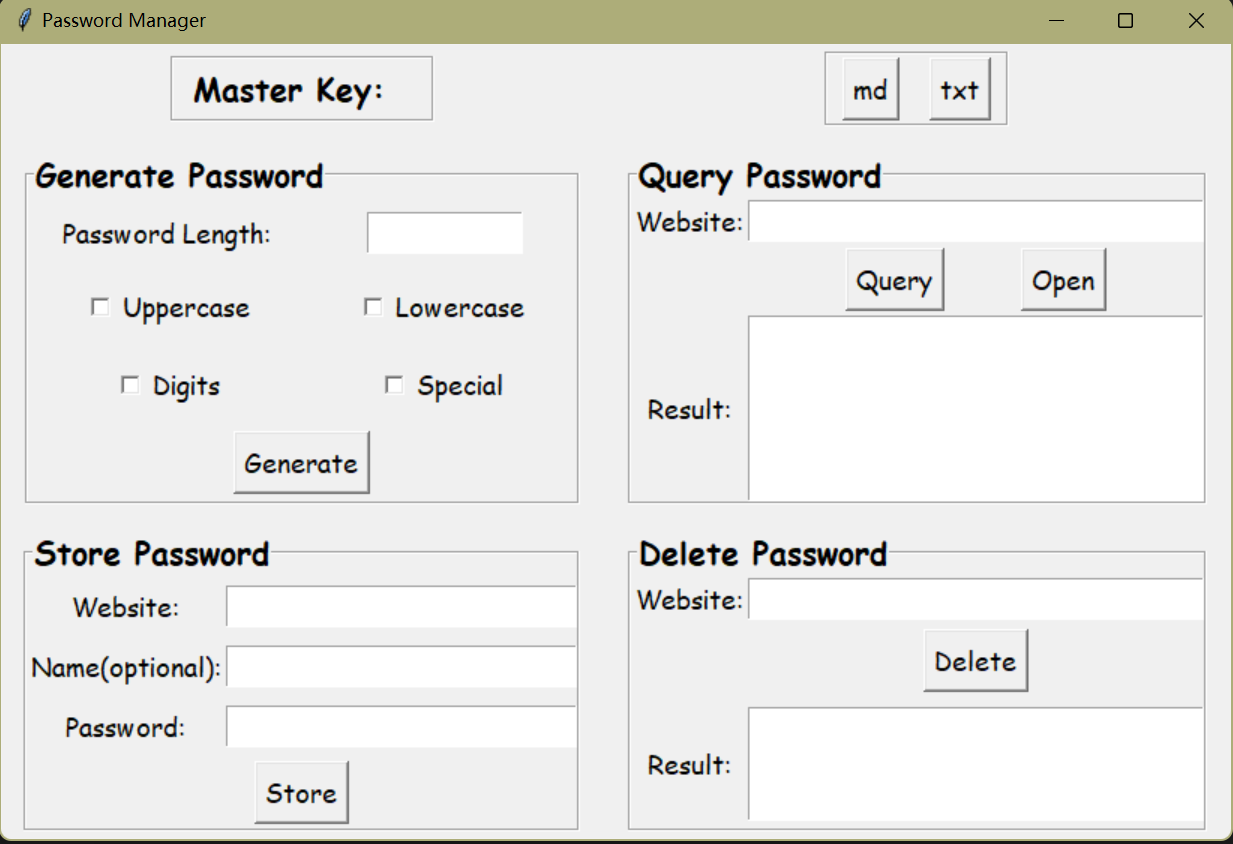 Password Manager
Master Key:
md txt
Generate Password
Password Length:
Uppercase Lowercase
Digits Special
Generate
Query Password
Website:
Query Open
Result:
Store Password
Website:
Name(optional):
Password:
Store
Delete Password
Website:
Delete
Result: